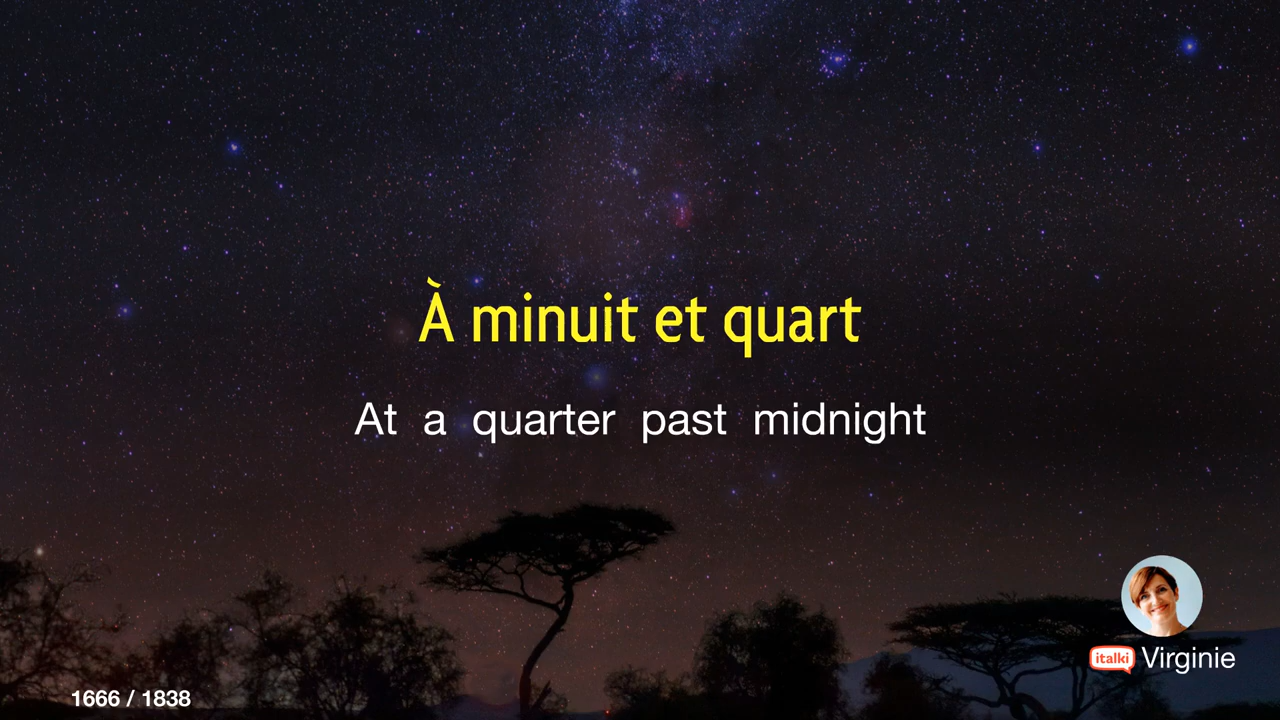 À minuit et quart
At a quarter past midnight
italki Virginie
1666 / 1838